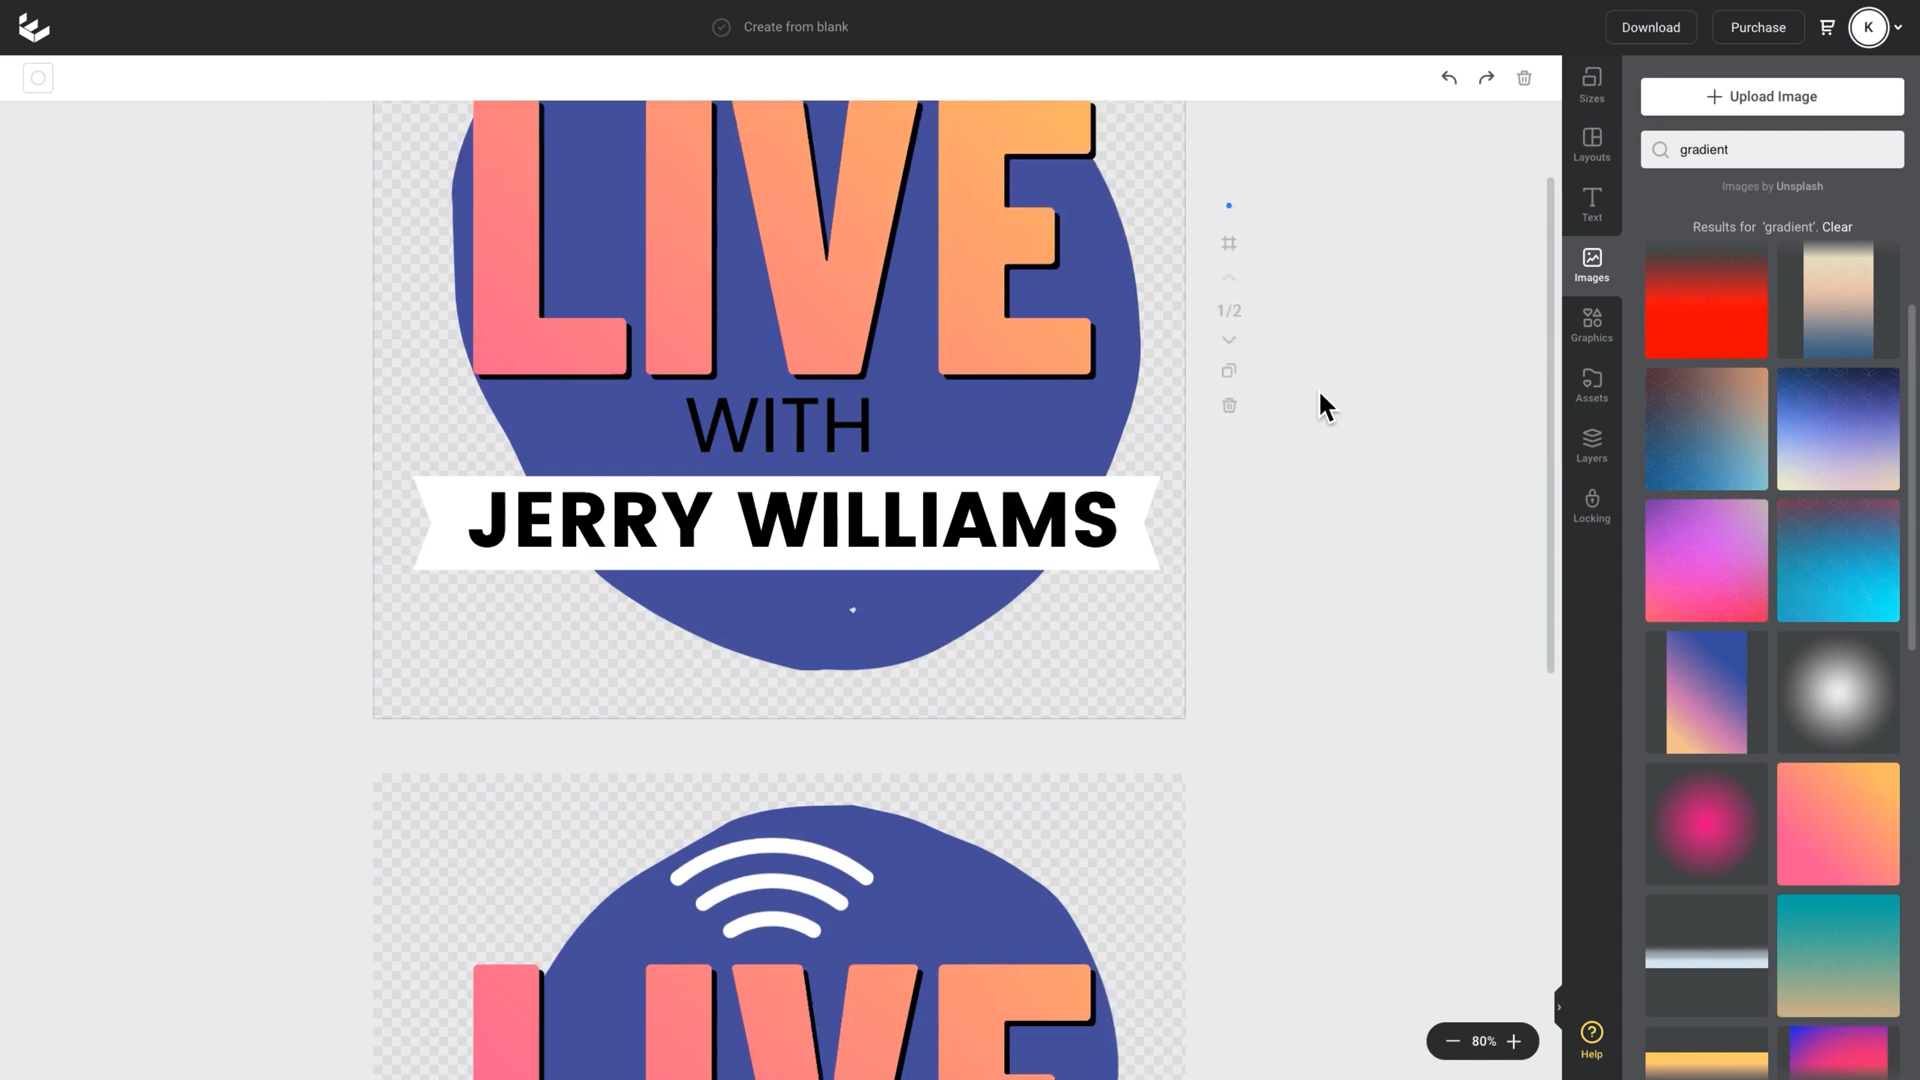 Create from blank
Download
Purchase
K
Sizes
Layouts
Text
Images
Graphics
Assets
Layers
Locking
Help
Upload Image
gradient
Images by Unsplash
Results for 'gradient'. Clear
LIVE
WITH
JERRY WILLIAMS
1/2
LIVE
80%